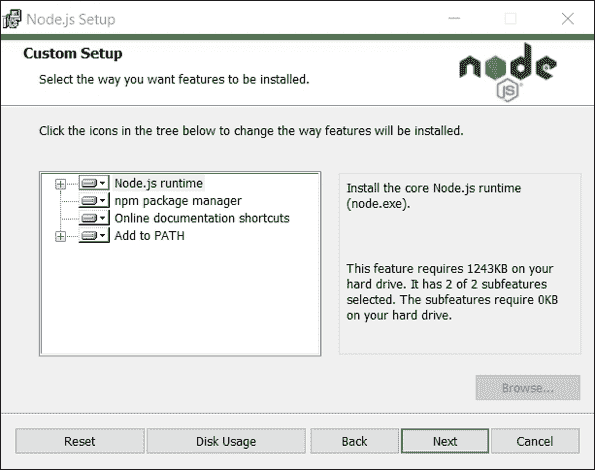 Node.js Setup
Custom Setup
Select the way you want features to be installed.
node
JS
Click the icons in the tree below to change the way features will be installed.
Node.js runtime
npm package manager
Online documentation shortcuts
Add to PATH
Install the core Node.js runtime
(node.exe).
This feature requires 1243KB on your
hard drive. It has 2 of 2 subfeatures
selected. The subfeatures require 0KB
on your hard drive.
Browse...
Reset
Disk Usage
Back
Next
Cancel